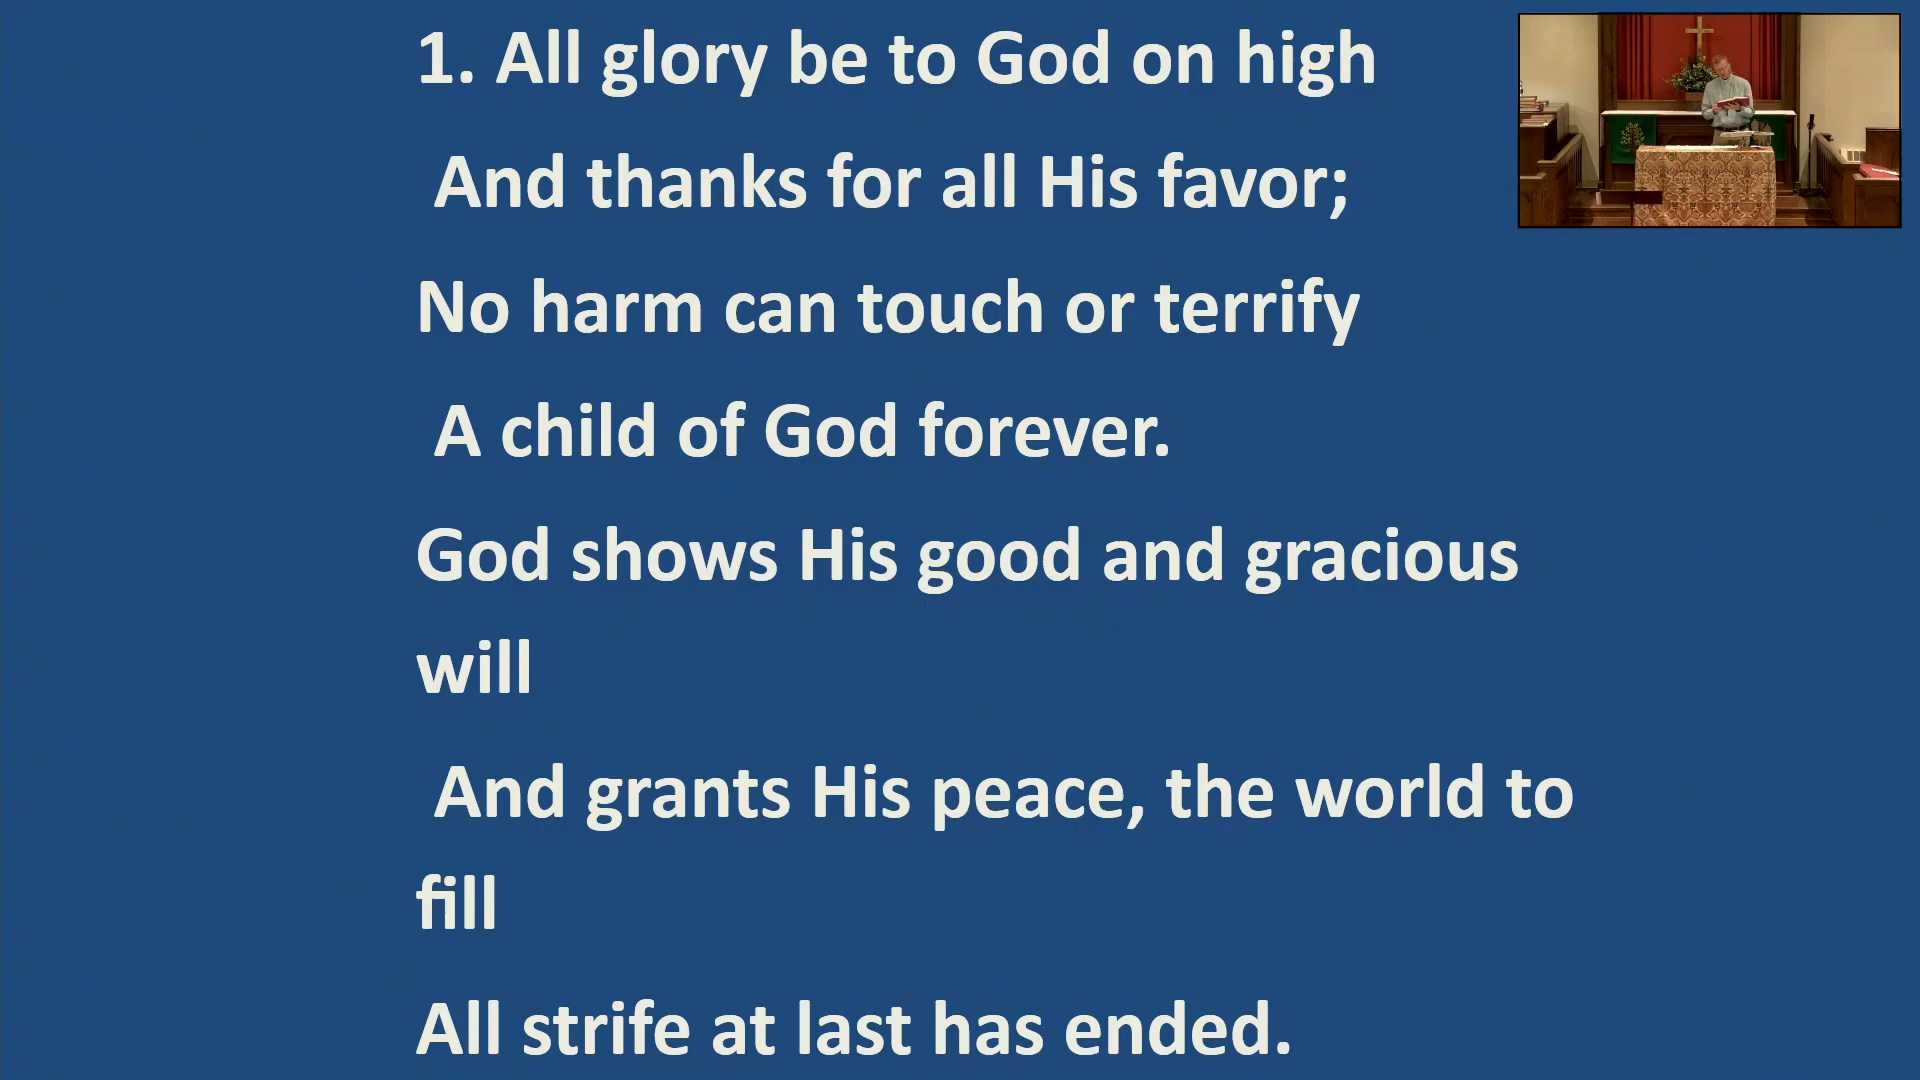 1. All glory be to God on high
And thanks for all His favor;
No harm can touch or terrify
A child of God forever.
God shows His good and gracious
will
And grants His peace, the world to
fill
All strife at last has ended.